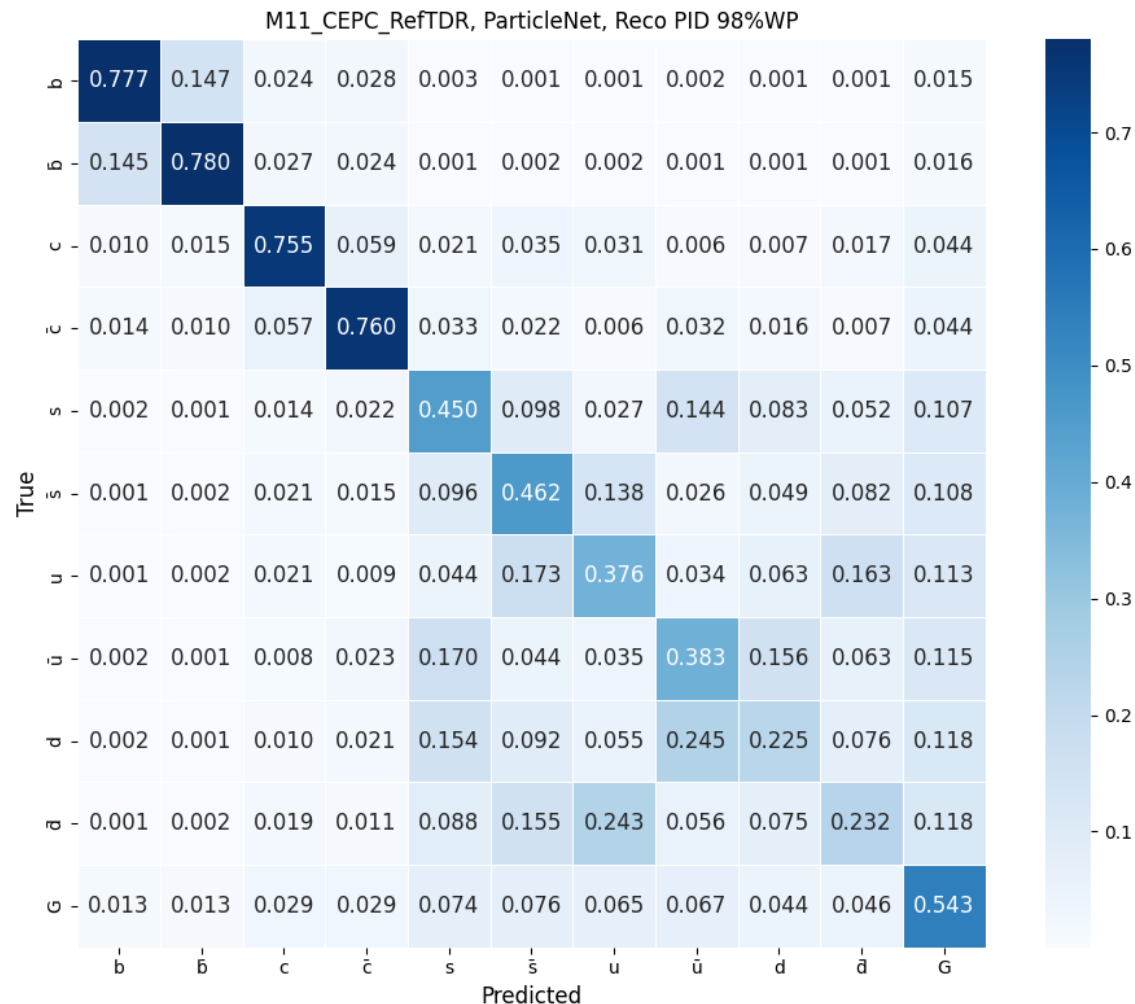 M11_CEPC_RefTDR, ParticleNet, Reco PID 98%WP
b 0.777 0.147 0.024 0.028 0.003 0.001 0.001 0.002 0.001 0.001 0.015
b̄ 0.145 0.780 0.027 0.024 0.001 0.002 0.002 0.001 0.001 0.001 0.016
c 0.010 0.015 0.755 0.059 0.021 0.035 0.031 0.006 0.007 0.017 0.044
c̄ 0.014 0.010 0.057 0.760 0.033 0.022 0.006 0.032 0.016 0.007 0.044
s 0.002 0.001 0.014 0.022 0.450 0.098 0.027 0.144 0.083 0.052 0.107
s̄ 0.001 0.002 0.021 0.015 0.096 0.462 0.138 0.026 0.049 0.082 0.108
u 0.001 0.002 0.021 0.009 0.044 0.173 0.376 0.034 0.063 0.163 0.113
ū 0.002 0.001 0.008 0.023 0.170 0.044 0.035 0.383 0.156 0.063 0.115
d 0.002 0.001 0.010 0.021 0.154 0.092 0.055 0.245 0.225 0.076 0.118
d̄ 0.001 0.002 0.019 0.011 0.088 0.155 0.243 0.056 0.075 0.232 0.118
G 0.013 0.013 0.029 0.029 0.074 0.076 0.065 0.067 0.044 0.046 0.543
b b̄ c c̄ s s̄ u ū d d̄ G
Predicted
True
0.7
0.6
0.5
0.4
0.3
0.2
0.1